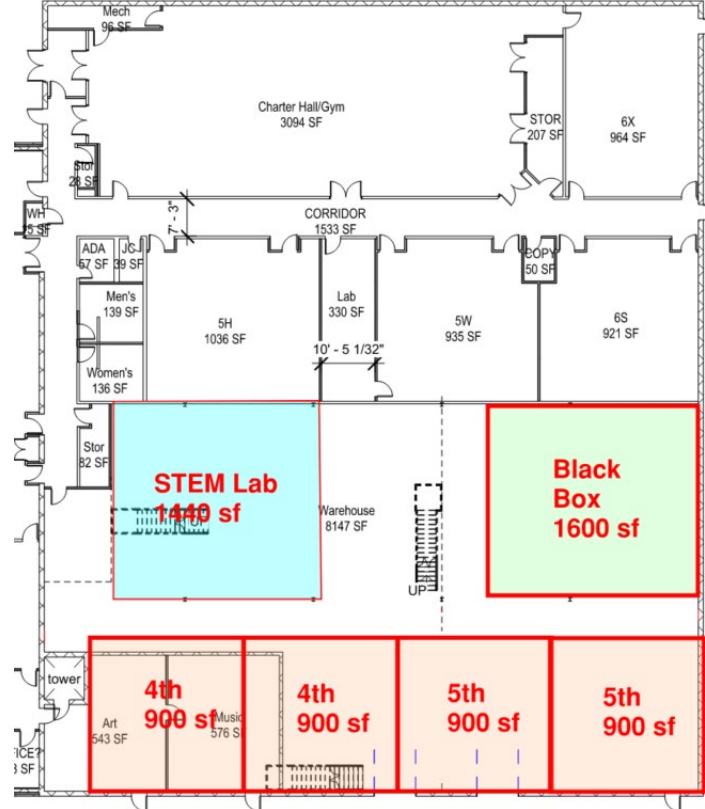 Mech
96 SF
Charter Hall/Gym
3094 SF
STOR
207 SF
6X
964 SF
Stor
28 SF
WH
25 SF
7' - 3"
CORRIDOR
1533 SF
ADA
57 SF
JC
39 SF
COPY
50 SF
Men's
139 SF
5H
1036 SF
Lab
330 SF
5W
935 SF
6S
921 SF
10' - 5 1/32"
Women's
136 SF
Stor
82 SF
STEM Lab
1440 sf
UP
Warehouse
8147 SF
Black
Box
1600 sf
UP
tower
4th
900 sf
4th
900 sf
5th
900 sf
5th
900 sf
Art
543 SF
Music
576 SF